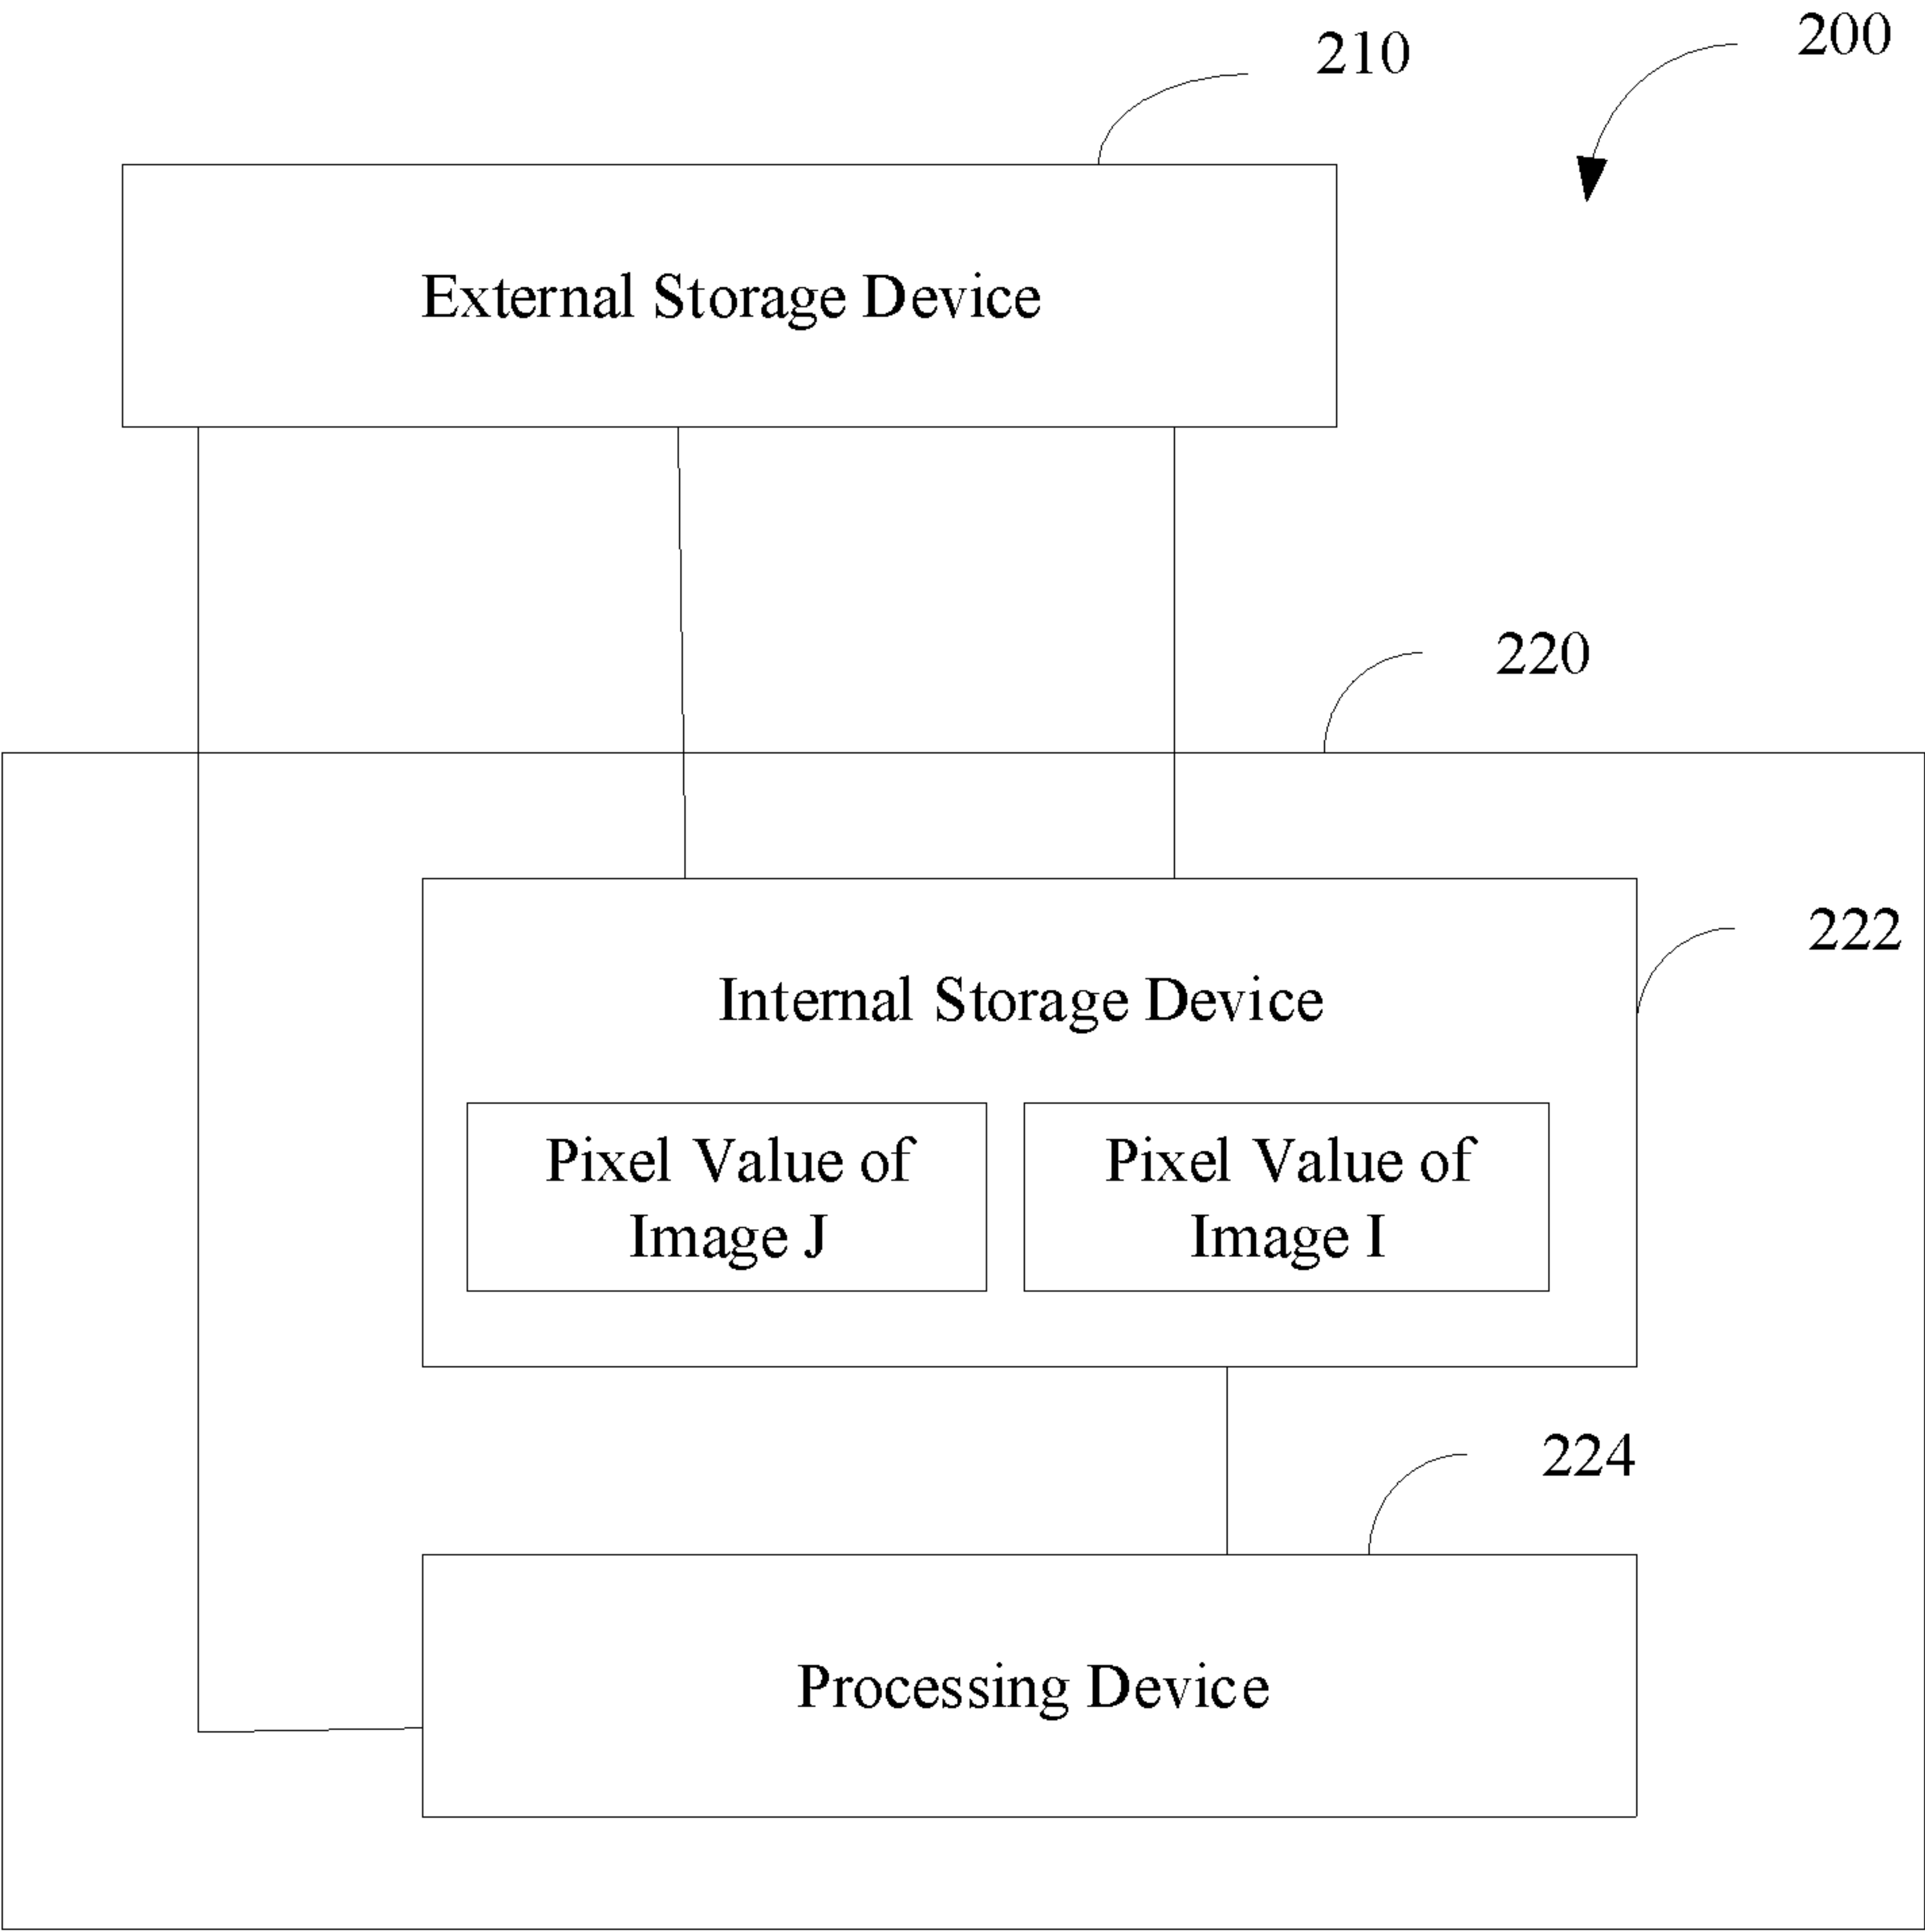 200
210
External Storage Device
220
222
Internal Storage Device
Pixel Value of
Image J
Pixel Value of
Image I
224
Processing Device